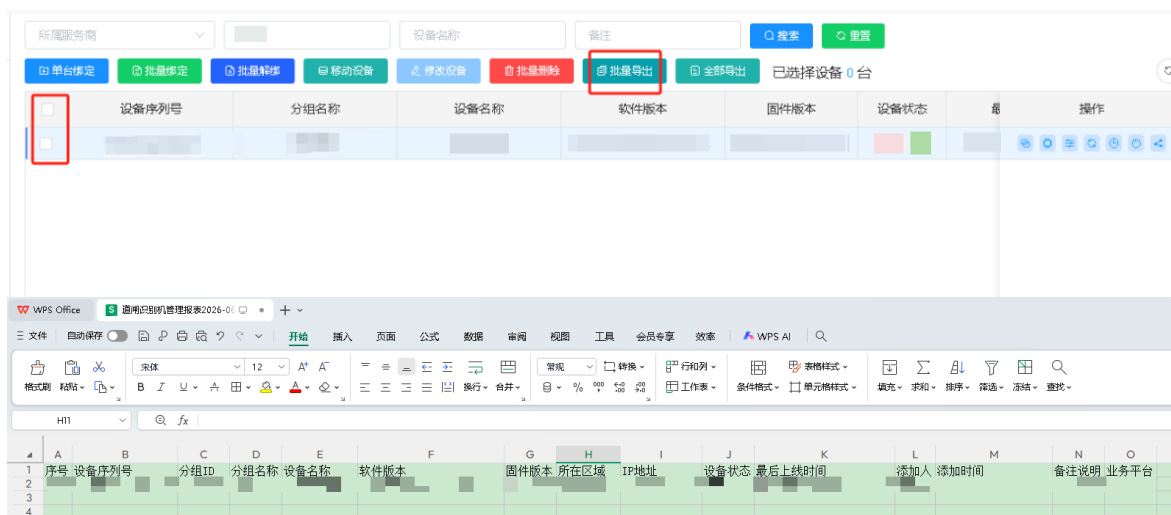 所属服务商 设备名称 备注 搜索 重置
单台绑定 批量绑定 批量解绑 移动设备 修改设备 批量删除 批量导出 全部导出 已选择设备 0 台
设备序列号 分组名称 设备名称 软件版本 固件版本 设备状态 操作
WPS Office 道闸识别机管理报表2026-0
文件 自动保存 开始 插入 页面 公式 数据 审阅 视图 工具 会员专享 效率 WPS AI
宋体 12 A+ A- 常规 转换 行和列 表格样式
格式刷 粘贴 B I U A A 换行 合并 % 工作表 条件格式 单元格样式 填充 求和 排序 筛选 冻结 查找
H11 fx
A B C D E F G H I J K L M N O
1 序号 设备序列号 分组ID 分组名称 设备名称 软件版本 固件版本 所在区域 IP地址 设备状态 最后上线时间 添加人 添加时间 备注说明 业务平台
2
3
4